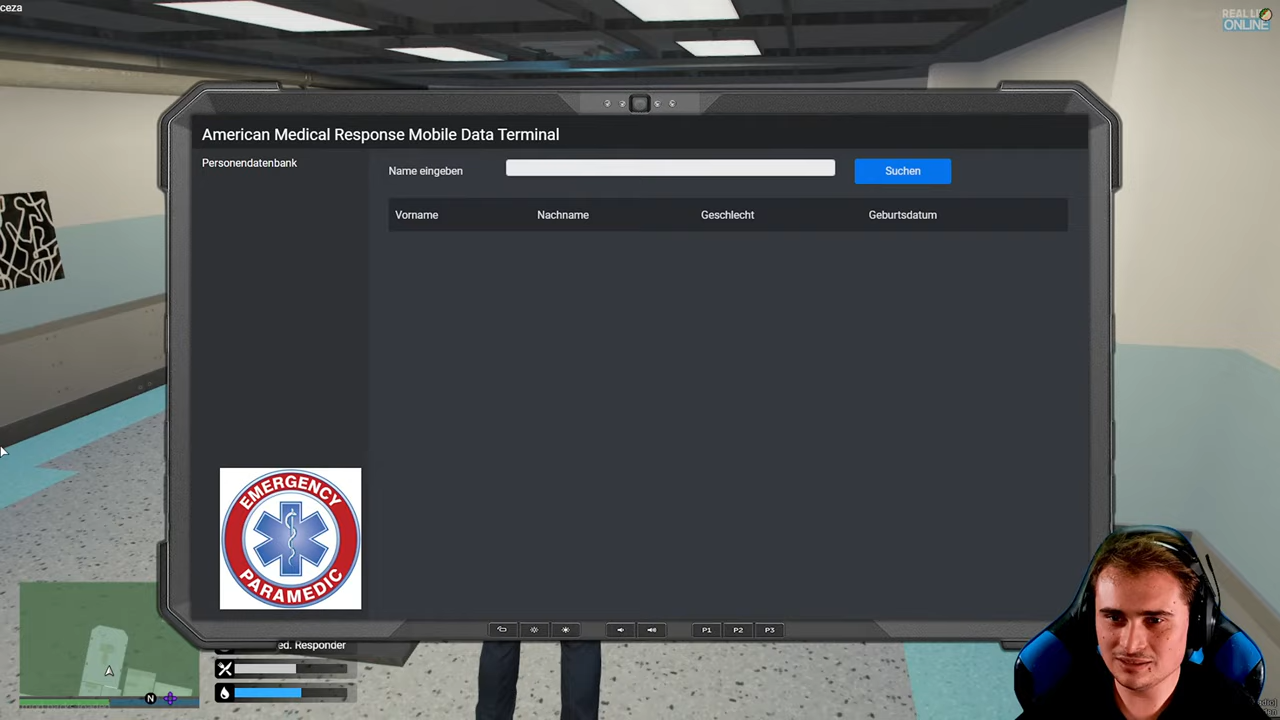 ceza
REAL LIFE
ONLINE
American Medical Response Mobile Data Terminal
Personendatenbank
Name eingeben
Suchen
Vorname Nachname Geschlecht Geburtsdatum
EMERGENCY
PARAMEDIC
P1 P2 P3
ed. Responder
N